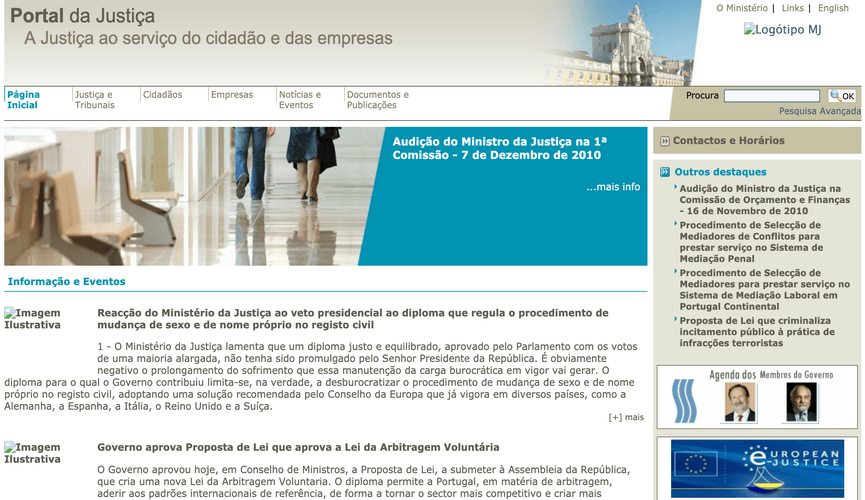 Portal da Justiça
A Justiça ao serviço do cidadão e das empresas
O Ministério | Links | English
Logótipo MJ
Página Inicial
Justiça e Tribunais
Cidadãos
Empresas
Notícias e Eventos
Documentos e Publicações
Procura
OK
Pesquisa Avançada
Audição do Ministro da Justiça na 1ª
Comissão - 7 de Dezembro de 2010
...mais info
Informação e Eventos
Imagem
Ilustrativa
Reacção do Ministério da Justiça ao veto presidencial ao diploma que regula o procedimento de
mudança de sexo e de nome próprio no registo civil
1 - O Ministério da Justiça lamenta que um diploma justo e equilibrado, aprovado pelo Parlamento com os votos
de uma maioria alargada, não tenha sido promulgado pelo Senhor Presidente da República. É obviamente
negativo o prolongamento do sofrimento que essa manutenção da carga burocrática em vigor vai gerar. O
diploma para o qual o Governo contribuiu limita-se, na verdade, a desburocratizar o procedimento de mudança de sexo e de nome
próprio no registo civil, adoptando uma solução recomendada pelo Conselho da Europa que já vigora em diversos países, como a
Alemanha, a Espanha, a Itália, o Reino Unido e a Suíça.
[+] mais
Imagem
Ilustrativa
Governo aprova Proposta de Lei que aprova a Lei da Arbitragem Voluntária
O Governo aprovou hoje, em Conselho de Ministros, a Proposta de Lei, a submeter à Assembleia da República,
que cria uma nova Lei da Arbitragem Voluntaria. O diploma permite a Portugal, em matéria de arbitragem,
aderir aos padrões internacionais de referência, de forma a tornar o sector mais competitivo e criar mais
Contactos e Horários
Outros destaques
Audição do Ministro da Justiça na
Comissão de Orçamento e Finanças
- 16 de Novembro de 2010
Procedimento de Selecção de
Mediadores de Conflitos para
prestar serviço no Sistema de
Mediação Penal
Procedimento de Selecção de
Mediadores para prestar serviço no
Sistema de Mediação Laboral em
Portugal Continental
Proposta de Lei que criminaliza
incitamento público à prática de
infracções terroristas
Agenda dos Membros do Governo
EUROPEAN
e-JUSTICE